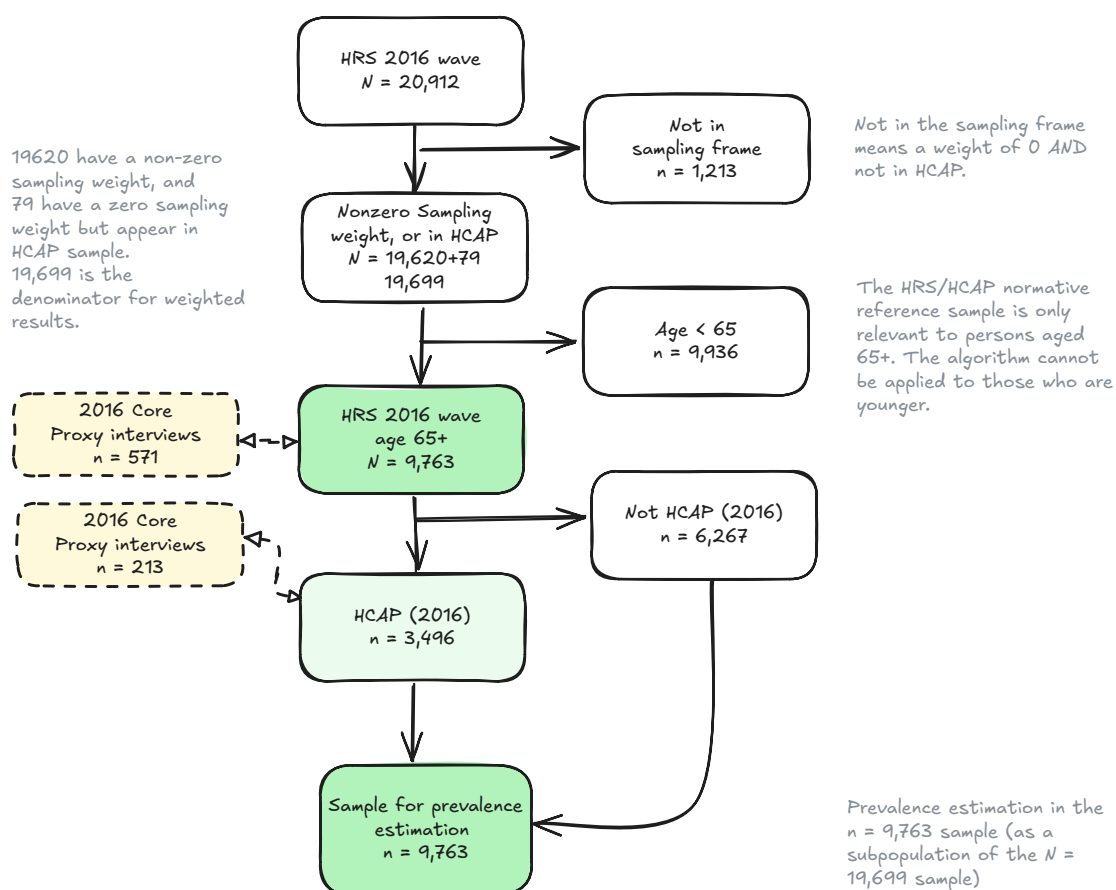 HRS 2016 wave
N = 20,912
Not in
sampling frame
n = 1,213
Not in the sampling frame
means a weight of 0 AND
not in HCAP.
19620 have a non-zero
sampling weight, and
79 have a zero sampling
weight but appear in
HCAP sample.
19,699 is the
denominator for weighted
results.
Nonzero Sampling
weight, or in HCAP
N = 19,620+79
19,699
Age < 65
n = 9,936
The HRS/HCAP normative
reference sample is only
relevant to persons aged
65+. The algorithm cannot
be applied to those who are
younger.
2016 Core
Proxy interviews
n = 571
HRS 2016 wave
age 65+
N = 9,763
2016 Core
Proxy interviews
n = 213
Not HCAP (2016)
n = 6,267
HCAP (2016)
n = 3,496
Sample for prevalence
estimation
n = 9,763
Prevalence estimation in the
n = 9,763 sample (as a
subpopulation of the N =
19,699 sample)